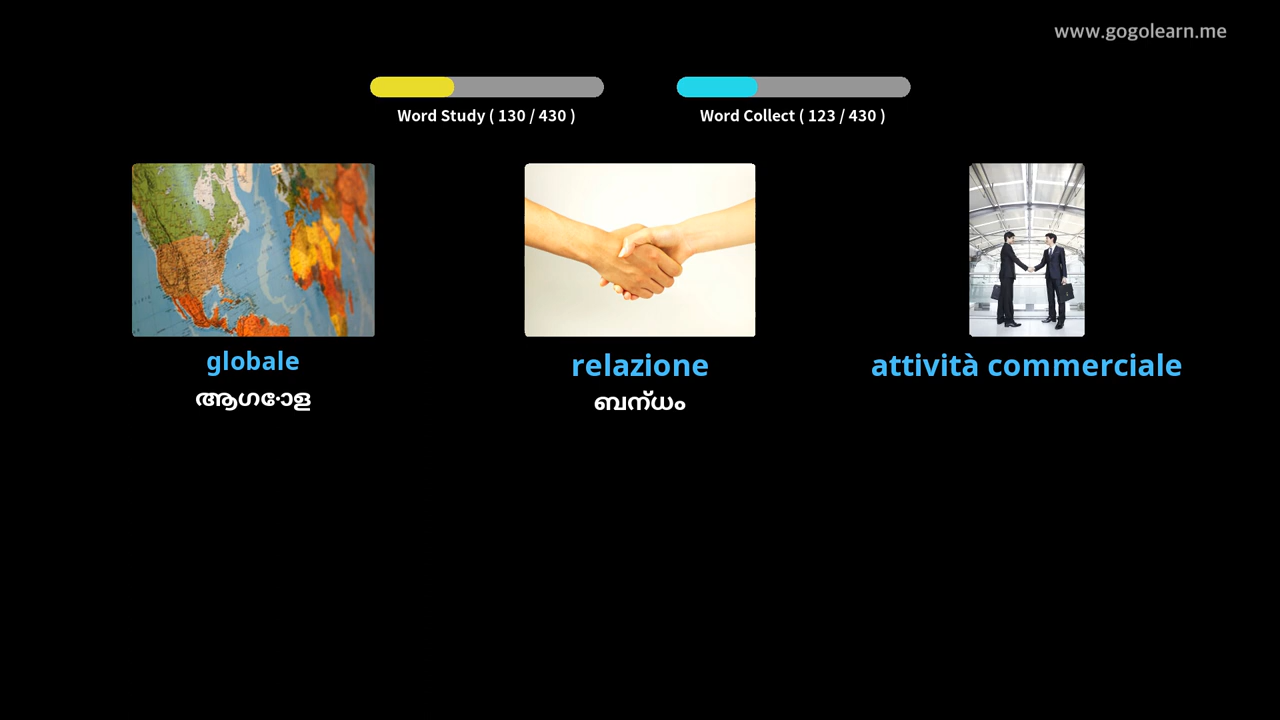 www.gogolearn.me
Word Study ( 130 / 430 )
Word Collect ( 123 / 430 )
globale
ആഗോള
relazione
ബന്ധം
attività commerciale